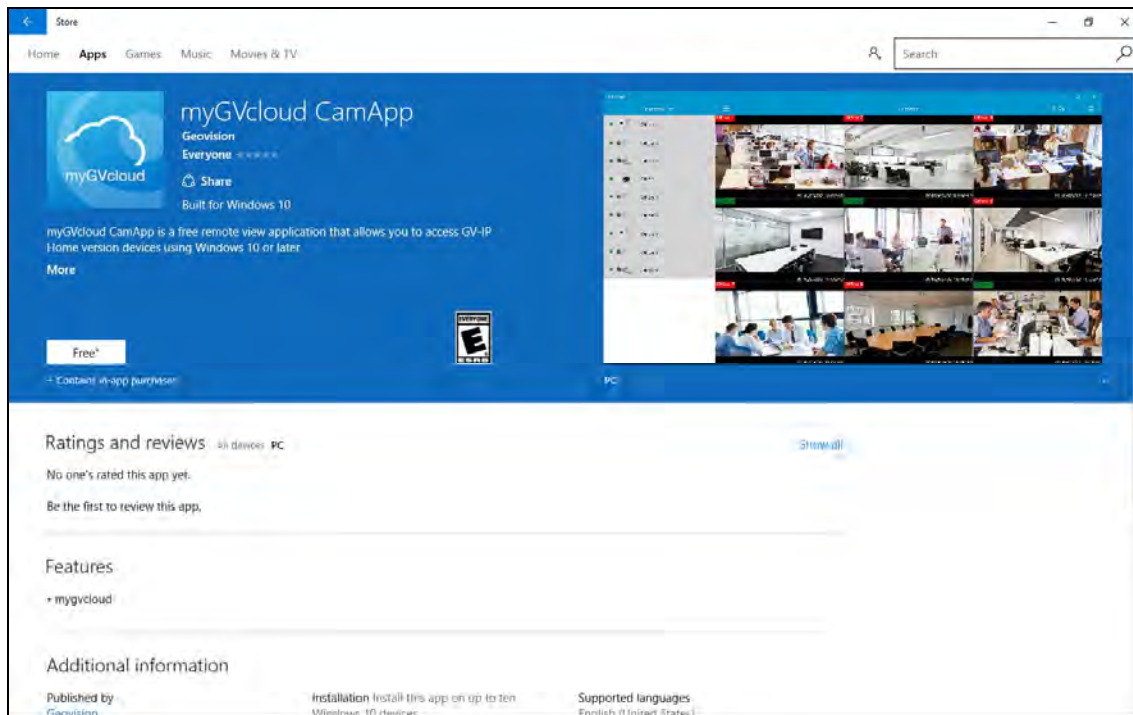 Store
Home Apps Games Music Movies & TV
Search
myGVcloud
myGVcloud CamApp
Geovision
Everyone
Share
Built for Windows 10
myGVcloud CamApp is a free remote view application that allows you to access GV-IP
Home version devices using Windows 10 or later
More
EVERYONE
E
ESRB
Free*
+ Contains in-app purchases
PC
Ratings and reviews All devices PC
Show all
No one's rated this app yet.
Be the first to review this app.
Features
• mygvcloud
Additional information
Published by
Geovision
Installation Install this app on up to ten
Windows 10 devices
Supported languages
English (United States)